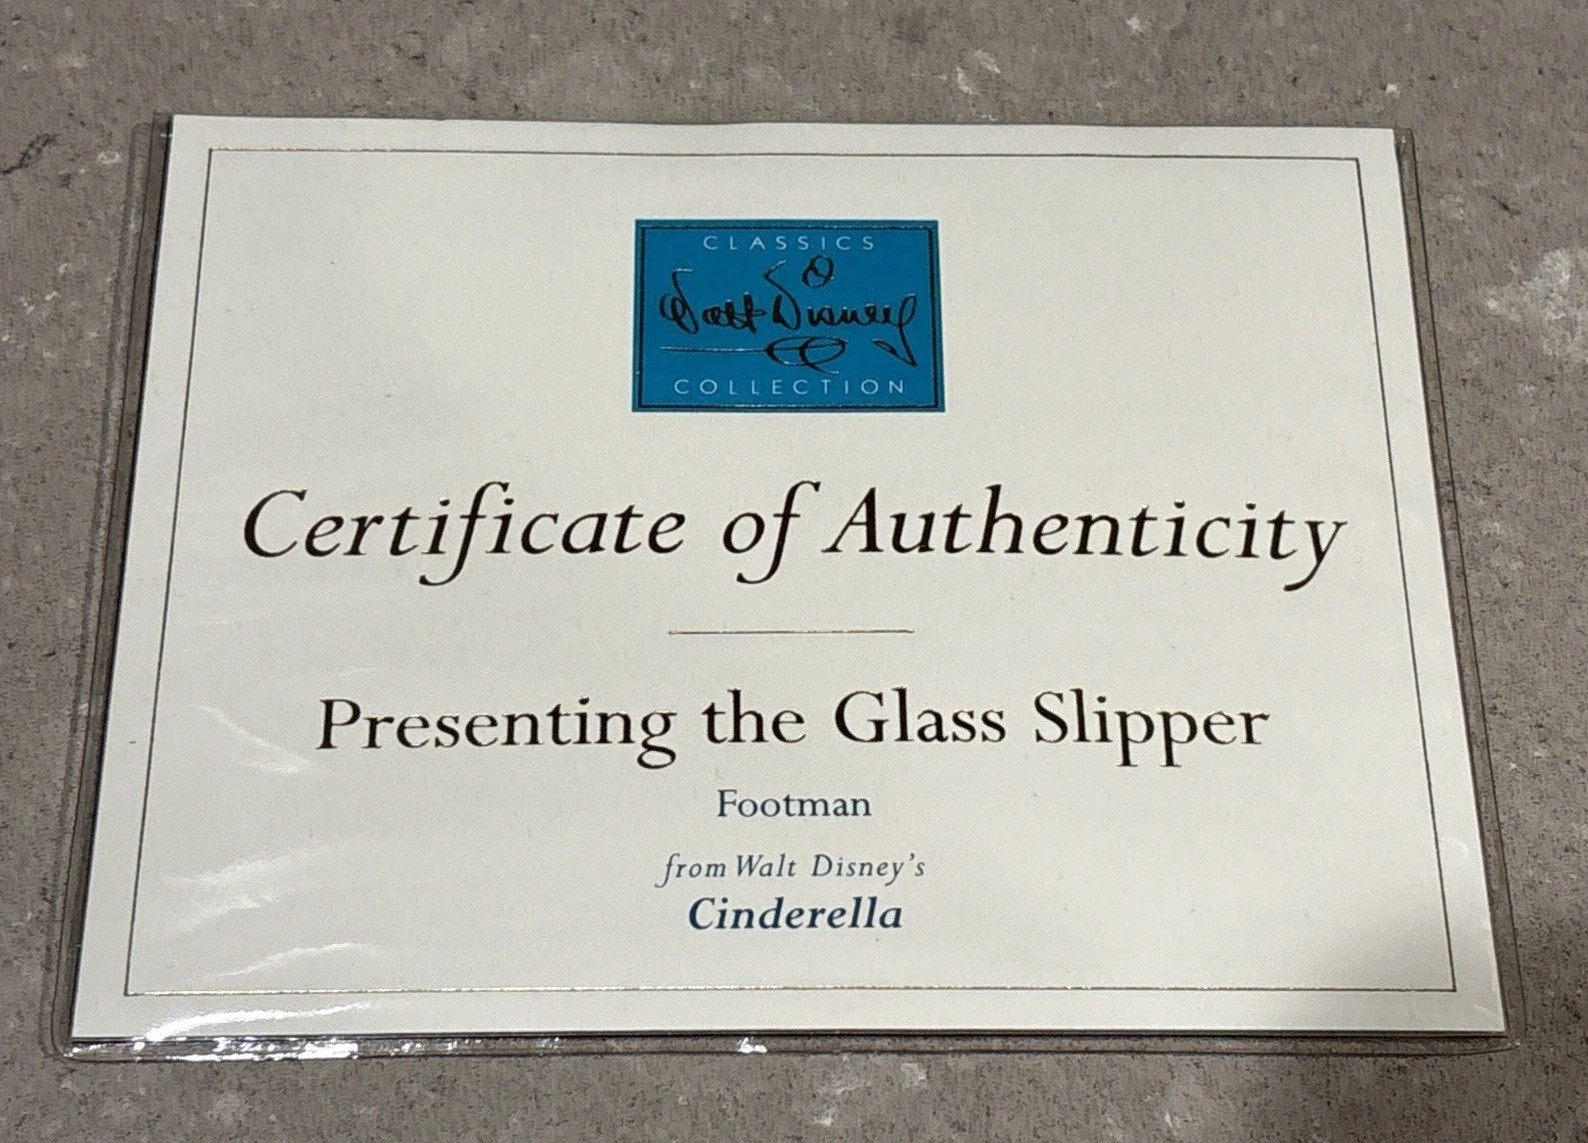 CLASSICS
Walt Disney
COLLECTION
Certificate of Authenticity
Presenting the Glass Slipper
Footman
from Walt Disney's
Cinderella